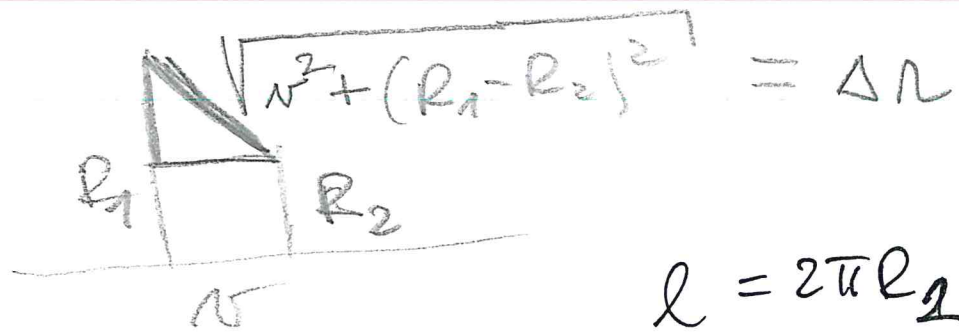 √(v² + (R₁ - R₂)²) = Δr
R₁
R₂
v
l = 2πR₁